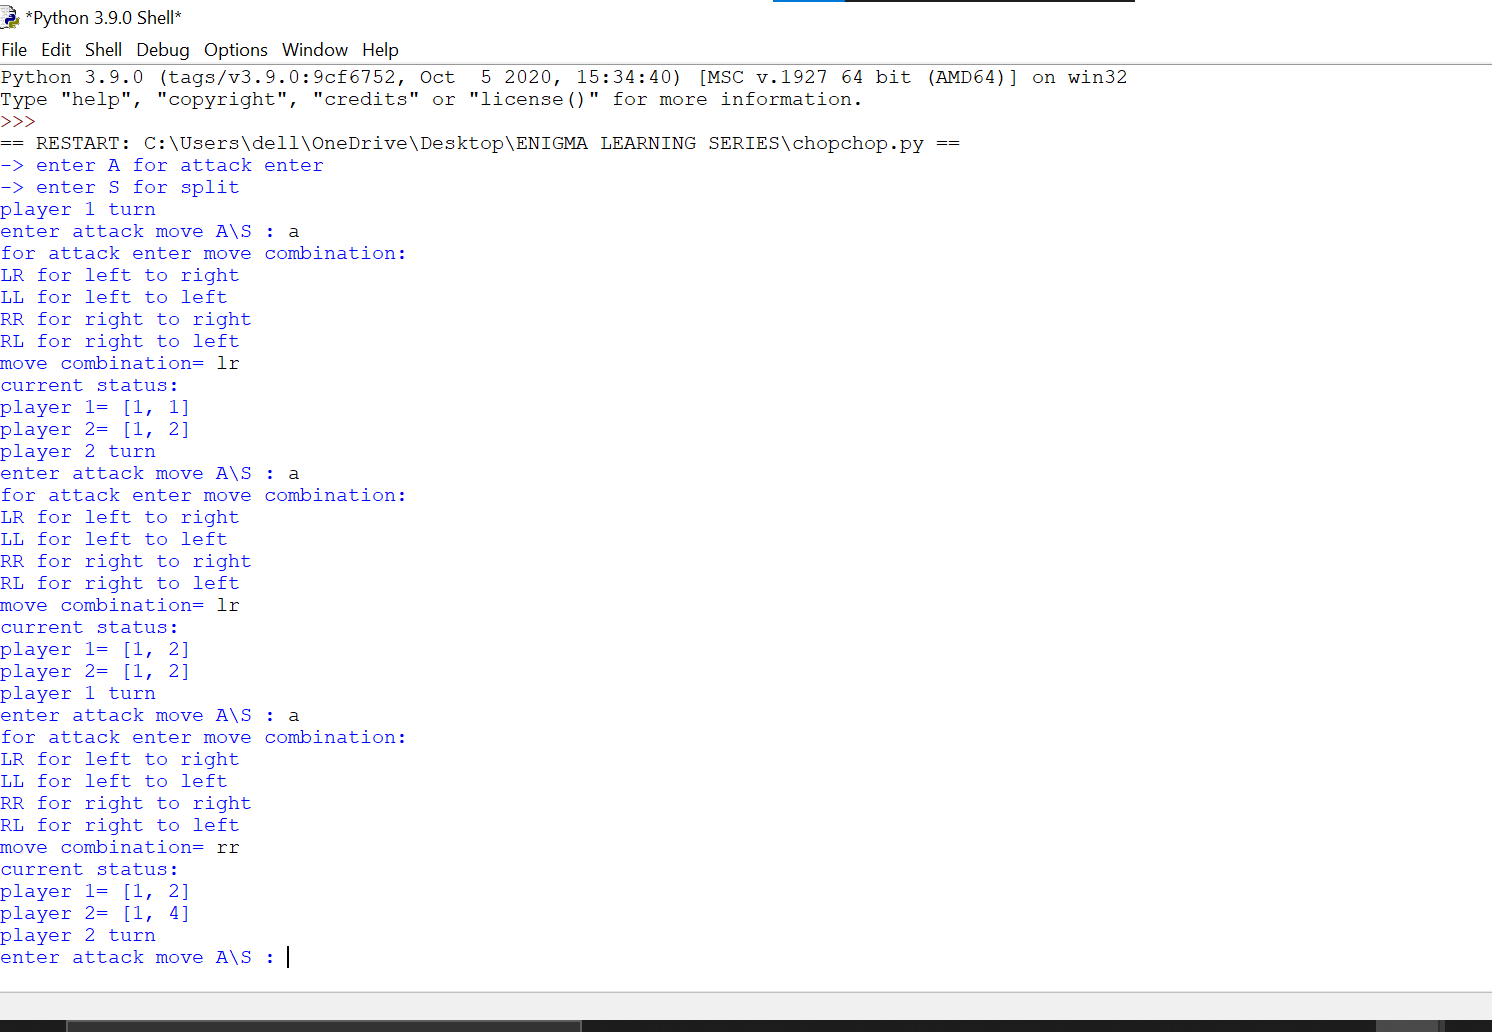 *Python 3.9.0 Shell*
File Edit Shell Debug Options Window Help
Python 3.9.0 (tags/v3.9.0:9cf6752, Oct  5 2020, 15:34:40) [MSC v.1927 64 bit (AMD64)] on win32
Type "help", "copyright", "credits" or "license()" for more information.
>>>
== RESTART: C:\Users\dell\OneDrive\Desktop\ENIGMA LEARNING SERIES\chopchop.py ==
-> enter A for attack enter
-> enter S for split
player 1 turn
enter attack move A\S : a
for attack enter move combination:
LR for left to right
LL for left to left
RR for right to right
RL for right to left
move combination= lr
current status:
player 1= [1, 1]
player 2= [1, 2]
player 2 turn
enter attack move A\S : a
for attack enter move combination:
LR for left to right
LL for left to left
RR for right to right
RL for right to left
move combination= lr
current status:
player 1= [1, 2]
player 2= [1, 2]
player 1 turn
enter attack move A\S : a
for attack enter move combination:
LR for left to right
LL for left to left
RR for right to right
RL for right to left
move combination= rr
current status:
player 1= [1, 2]
player 2= [1, 4]
player 2 turn
enter attack move A\S :